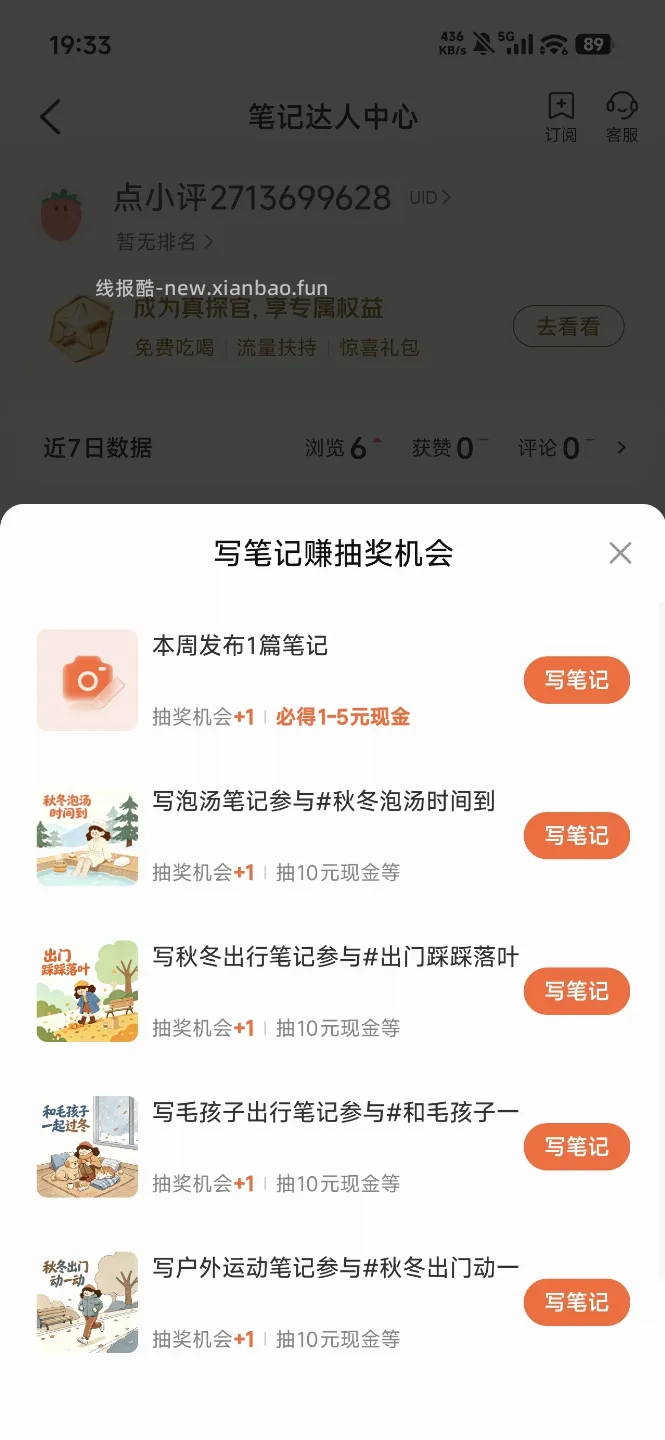 19:33
436 KB/s 5G 89
笔记达人中心
订阅 客服
点小评2713699628 UID
暂无排名
线报酷-new.xianbao.fun
成为真探官,享专属权益
去看看
免费吃喝 流量扶持 惊喜礼包
近7日数据 浏览 6 获赞 0 评论 0
写笔记赚抽奖机会
本周发布1篇笔记
写笔记
抽奖机会+1 必得1-5元现金
秋冬泡汤
时间到
写泡汤笔记参与#秋冬泡汤时间到
写笔记
抽奖机会+1 抽10元现金等
出门
踩踩落叶
写秋冬出行笔记参与#出门踩踩落叶
写笔记
抽奖机会+1 抽10元现金等
和毛孩子
一起过冬
写毛孩子出行笔记参与#和毛孩子一
写笔记
抽奖机会+1 抽10元现金等
秋冬出门
动一动
写户外运动笔记参与#秋冬出门动一
写笔记
抽奖机会+1 抽10元现金等